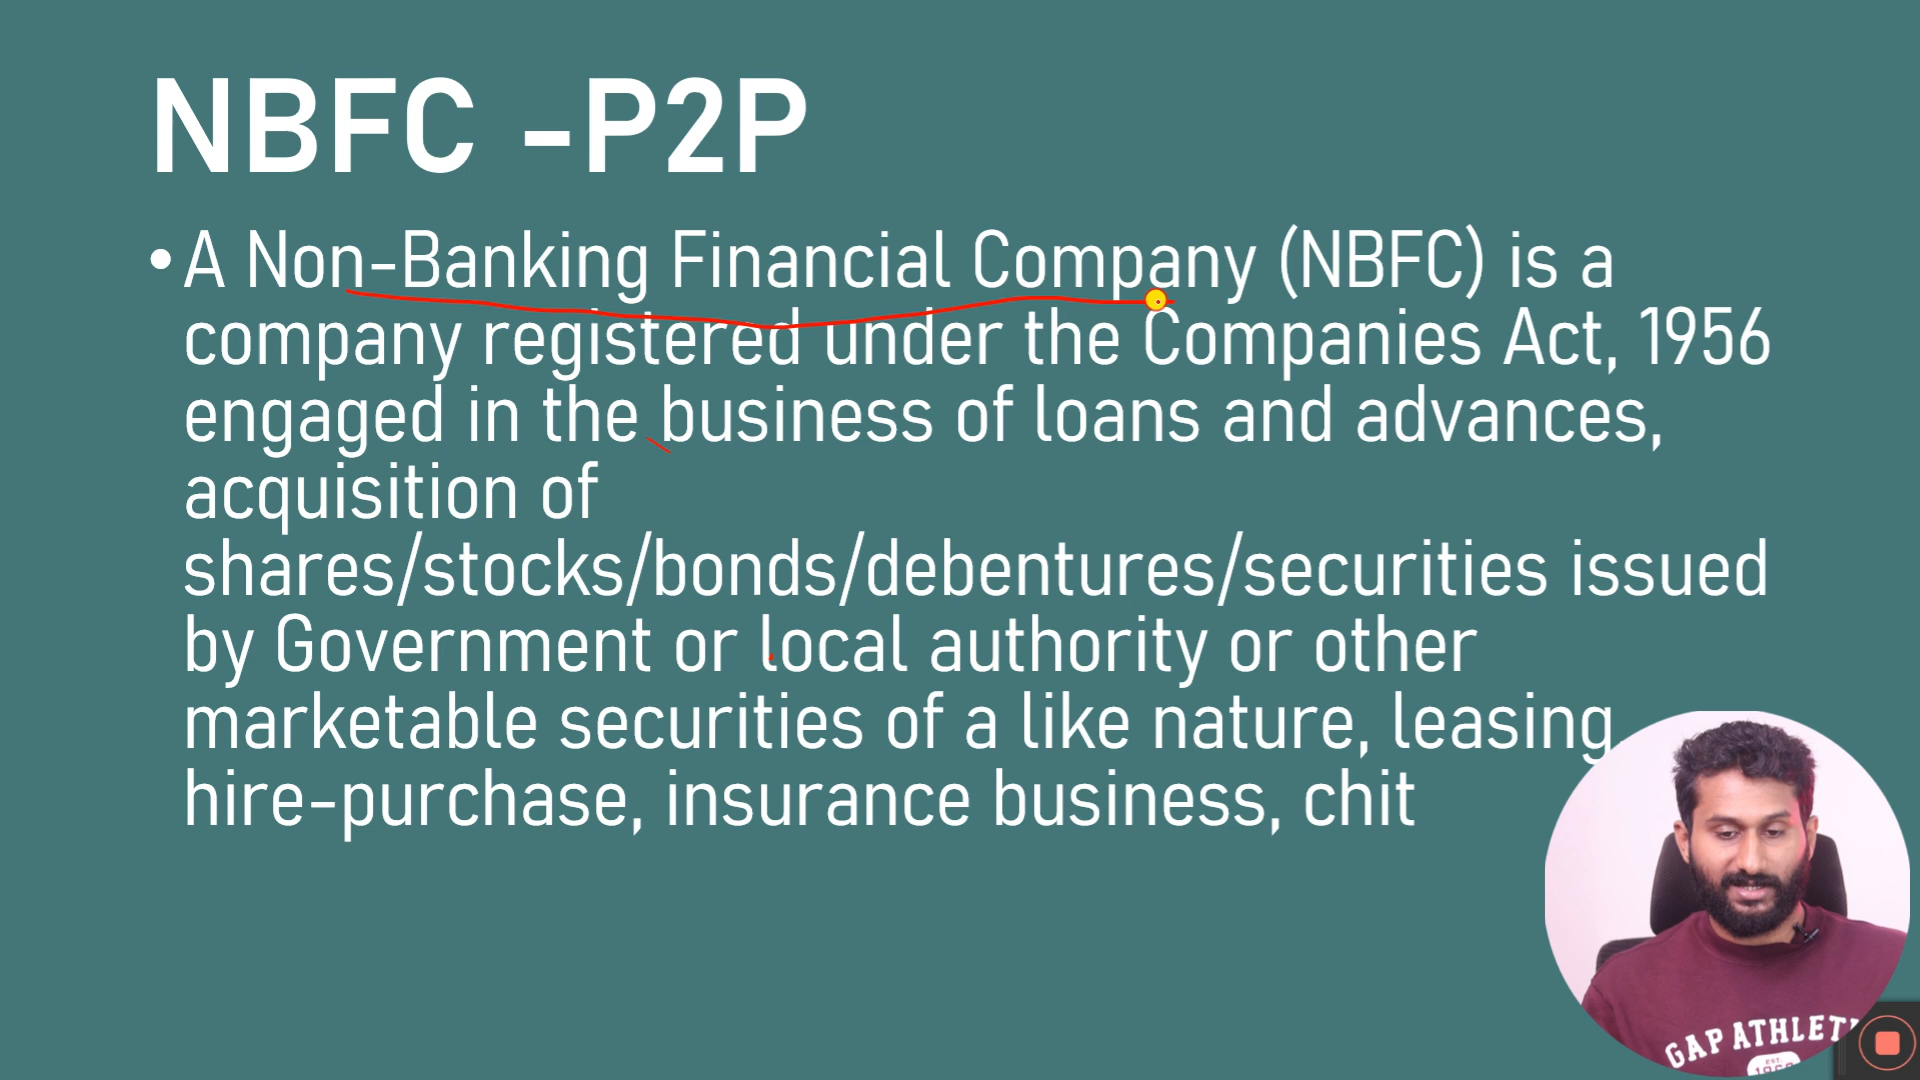 NBFC -P2P
• A Non-Banking Financial Company (NBFC) is a
company registered under the Companies Act, 1956
engaged in the business of loans and advances,
acquisition of
shares/stocks/bonds/debentures/securities issued
by Government or local authority or other
marketable securities of a like nature, leasing,
hire-purchase, insurance business, chit
GAP ATHLETI
EST.
1969